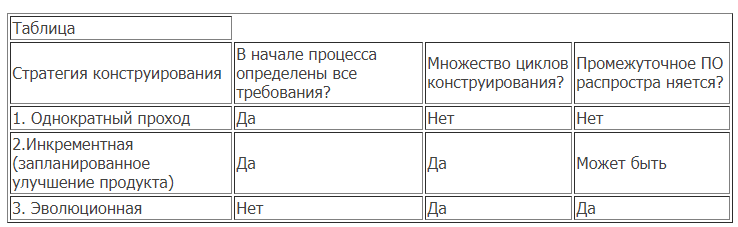 Таблица
Стратегия конструирования
В начале процесса
определены все
требования?
Множество циклов
конструирования?
Промежуточное ПО
распростра няется?
1. Однократный проход
Да
Нет
Нет
2.Инкрементная
(запланированное
улучшение продукта)
Да
Да
Может быть
3. Эволюционная
Нет
Да
Да